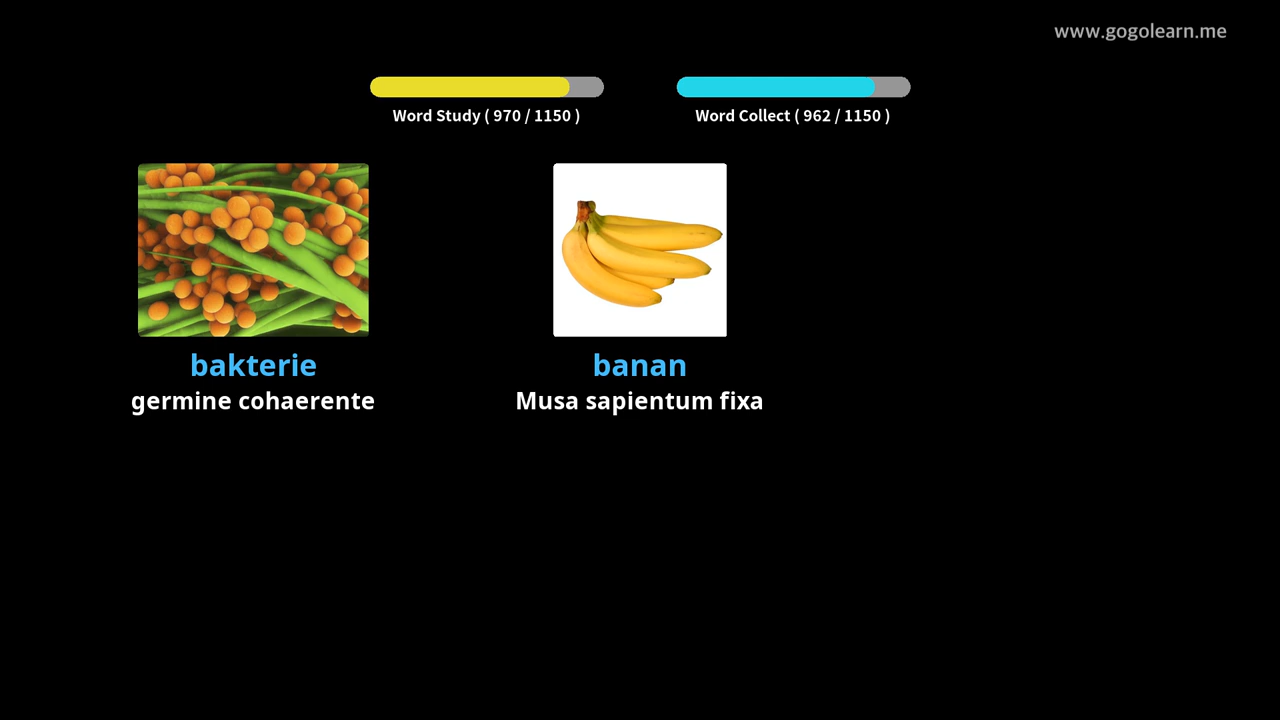 www.gogolearn.me
Word Study ( 970 / 1150 )
Word Collect ( 962 / 1150 )
bakterie
germine cohaerente
banan
Musa sapientum fixa